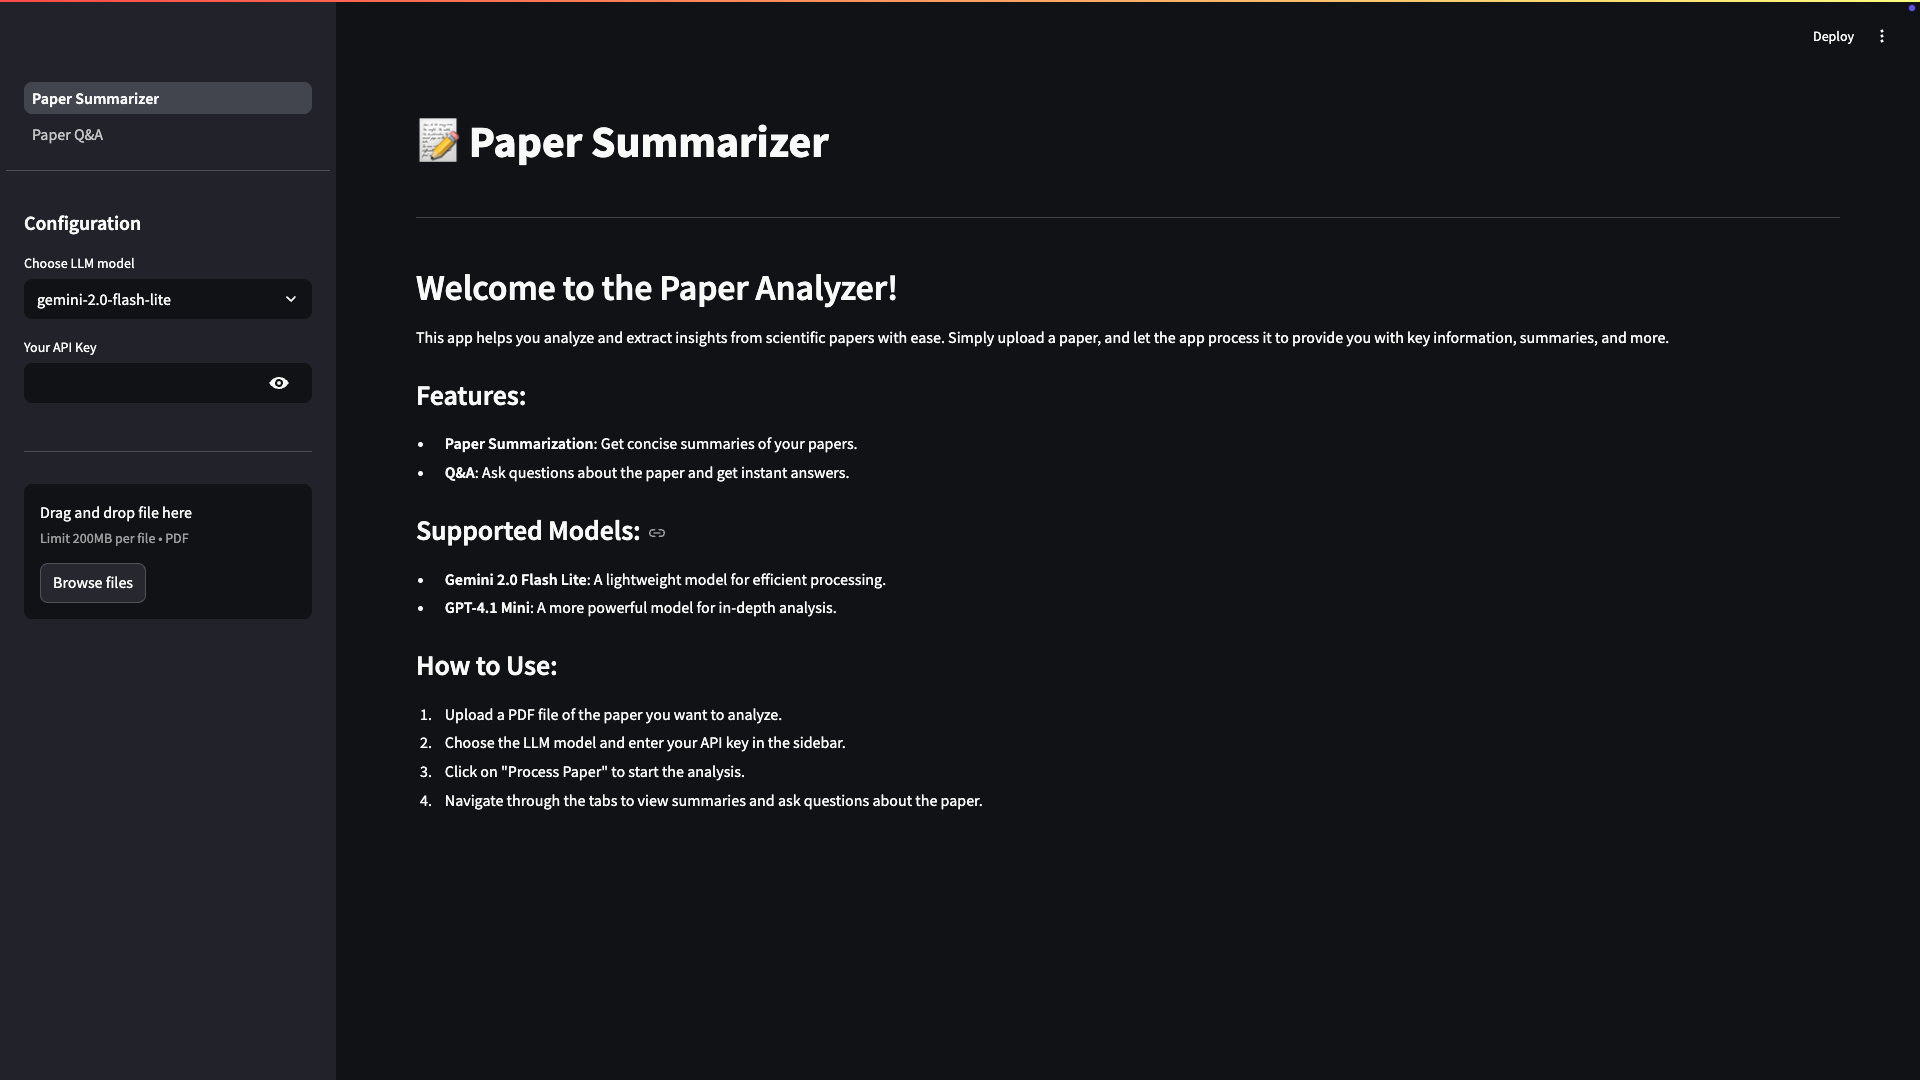 Deploy
Paper Summarizer
Paper Q&A
Configuration
Choose LLM model
gemini-2.0-flash-lite
Your API Key
Drag and drop file here
Limit 200MB per file • PDF
Browse files
Paper Summarizer
Welcome to the Paper Analyzer!
This app helps you analyze and extract insights from scientific papers with ease. Simply upload a paper, and let the app process it to provide you with key information, summaries, and more.
Features:
• Paper Summarization: Get concise summaries of your papers.
• Q&A: Ask questions about the paper and get instant answers.
Supported Models:
• Gemini 2.0 Flash Lite: A lightweight model for efficient processing.
• GPT-4.1 Mini: A more powerful model for in-depth analysis.
How to Use:
1. Upload a PDF file of the paper you want to analyze.
2. Choose the LLM model and enter your API key in the sidebar.
3. Click on "Process Paper" to start the analysis.
4. Navigate through the tabs to view summaries and ask questions about the paper.